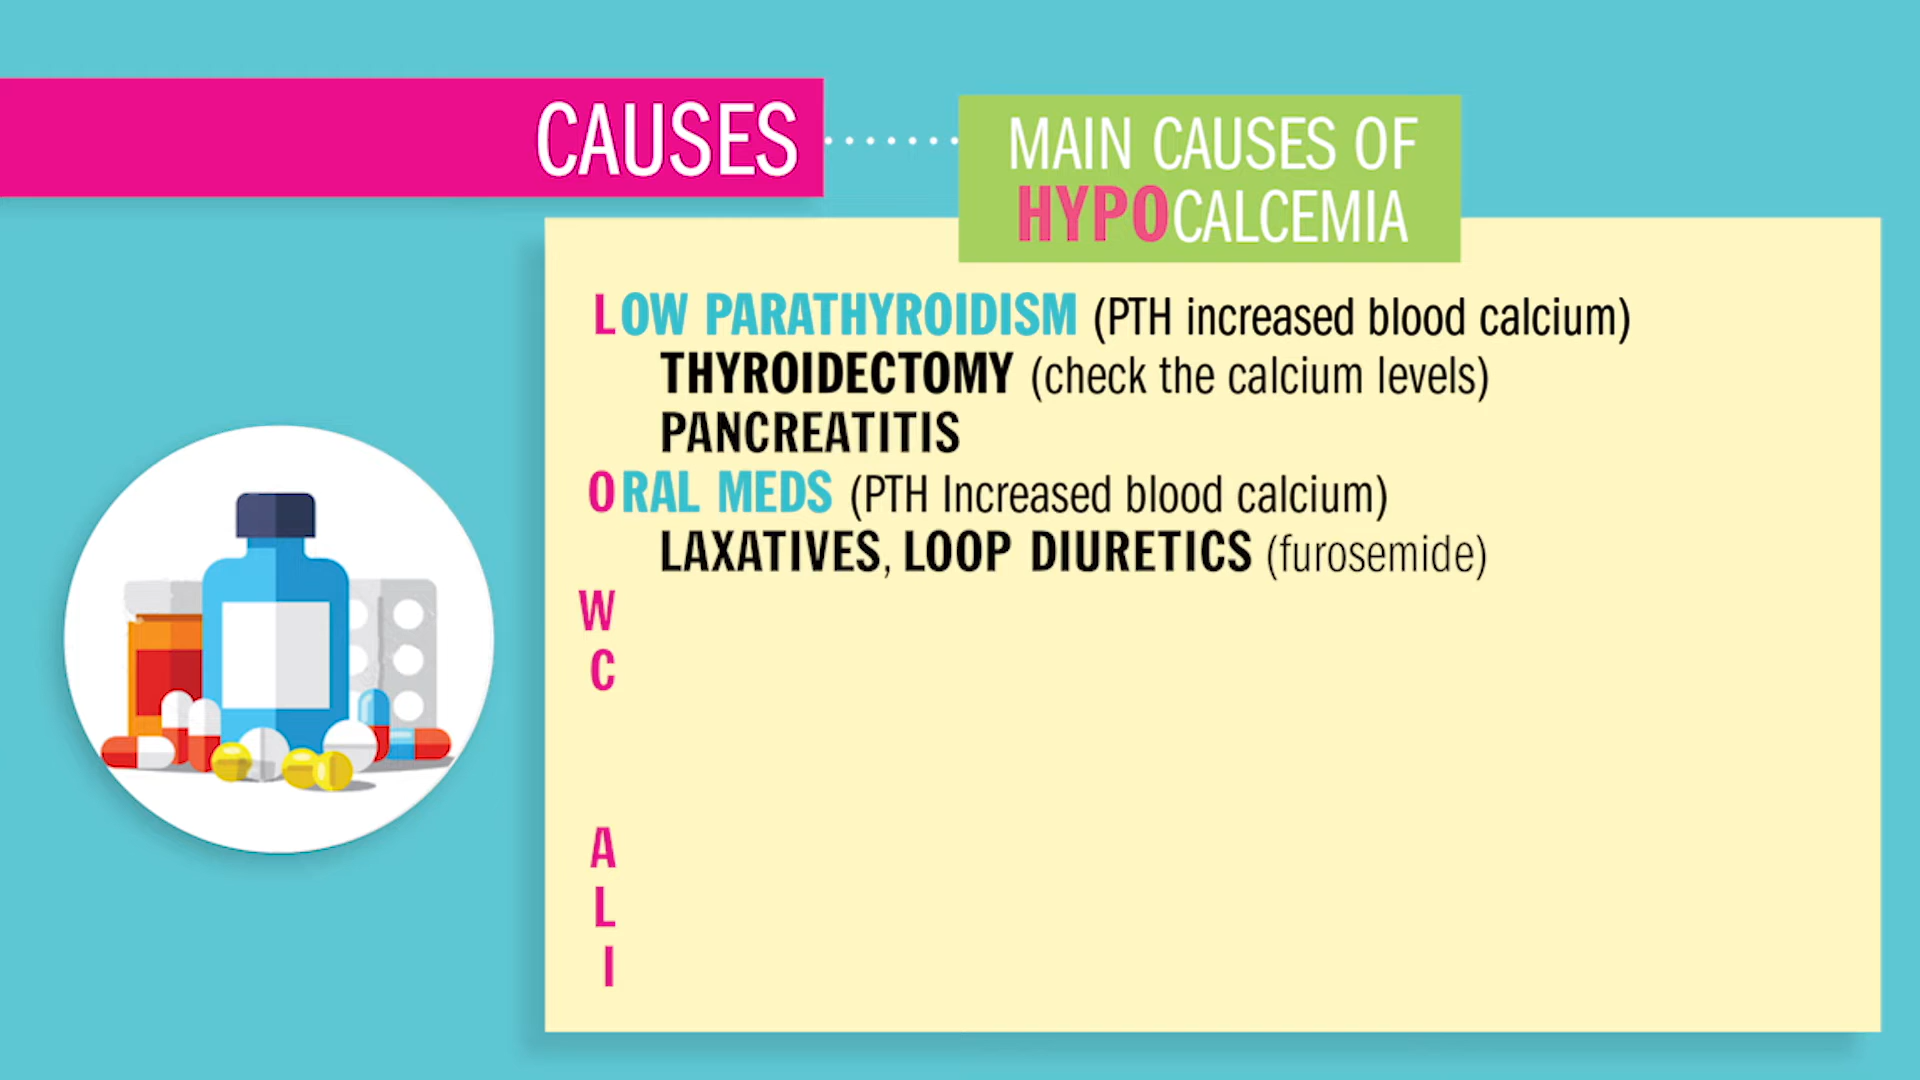 CAUSES
MAIN CAUSES OF
HYPOCALCEMIA
LOW PARATHYROIDISM (PTH increased blood calcium)
THYROIDECTOMY (check the calcium levels)
PANCREATITIS
ORAL MEDS (PTH Increased blood calcium)
LAXATIVES, LOOP DIURETICS (furosemide)
W
C
A
L
I